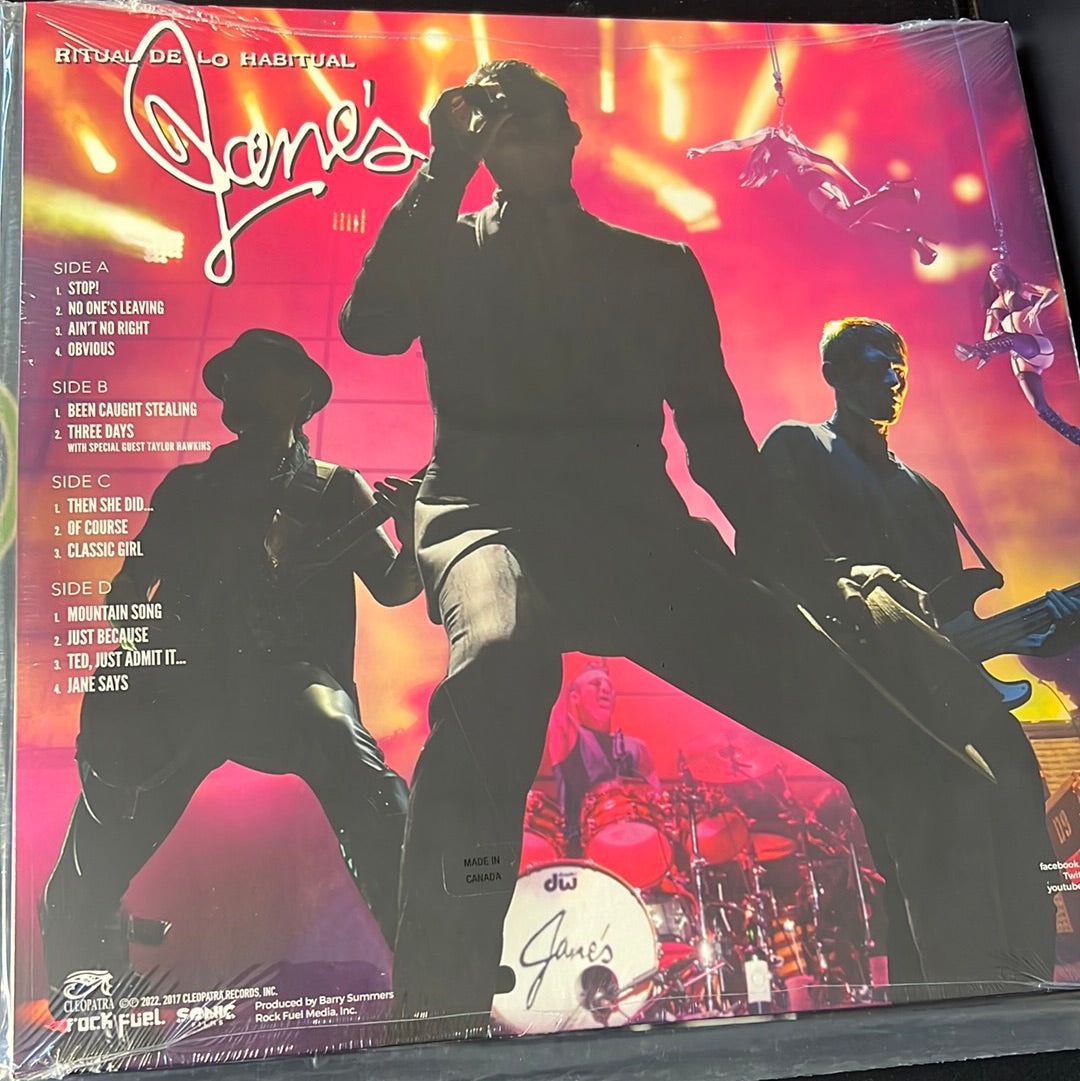 RITUAL DE LO HABITUAL
Jane's
SIDE A
1. STOP!
2. NO ONE'S LEAVING
3. AIN'T NO RIGHT
4. OBVIOUS
SIDE B
1. BEEN CAUGHT STEALING
2. THREE DAYS
WITH SPECIAL GUEST TAYLOR HAWKINS
SIDE C
1. THEN SHE DID...
2. OF COURSE
3. CLASSIC GIRL
SIDE D
1. MOUNTAIN SONG
2. JUST BECAUSE
3. TED, JUST ADMIT IT...
4. JANE SAYS
MADE IN
CANADA
dw
Jane's
facebook.
Twit
youtube
CLEOPATRA
©℗ 2022, 2017 CLEOPATRA RECORDS, INC.
rock fuel.
SONIC
Produced by Barry Summers
Rock Fuel Media, Inc.